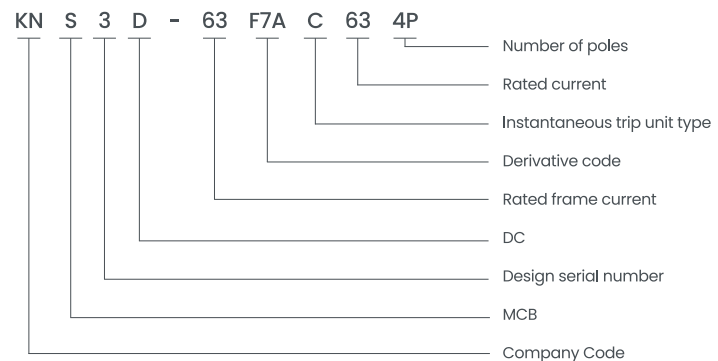 KN S 3 D - 63 F7A C 63 4P
Number of poles
Rated current
Instantaneous trip unit type
Derivative code
Rated frame current
DC
Design serial number
MCB
Company Code